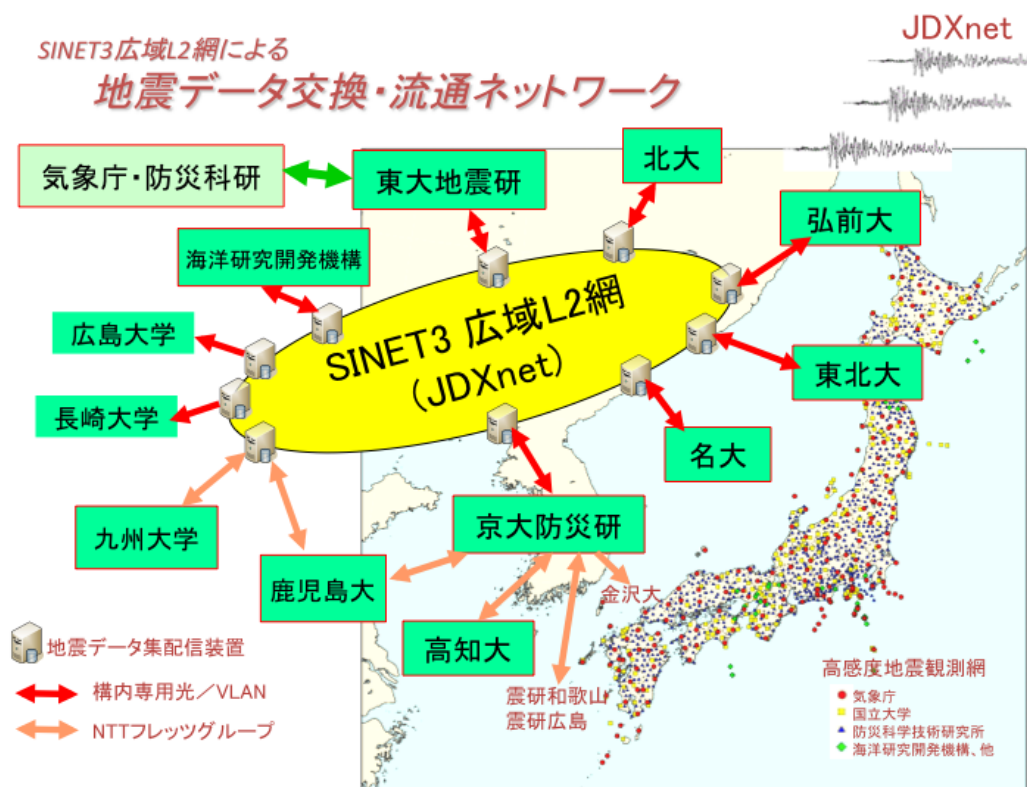 JDXnet
SINET3広域L2網による
地震データ交換・流通ネットワーク
気象庁・防災科研
東大地震研
北大
弘前大
海洋研究開発機構
広島大学
長崎大学
SINET3 広域L2網
(JDXnet)
東北大
名大
九州大学
京大防災研
鹿児島大
金沢大
高知大
地震データ集配信装置
構内専用光／VLAN
NTTフレッツグループ
震研和歌山
震研広島
高感度地震観測網
気象庁
国立大学
防災科学技術研究所
海洋研究開発機構、他